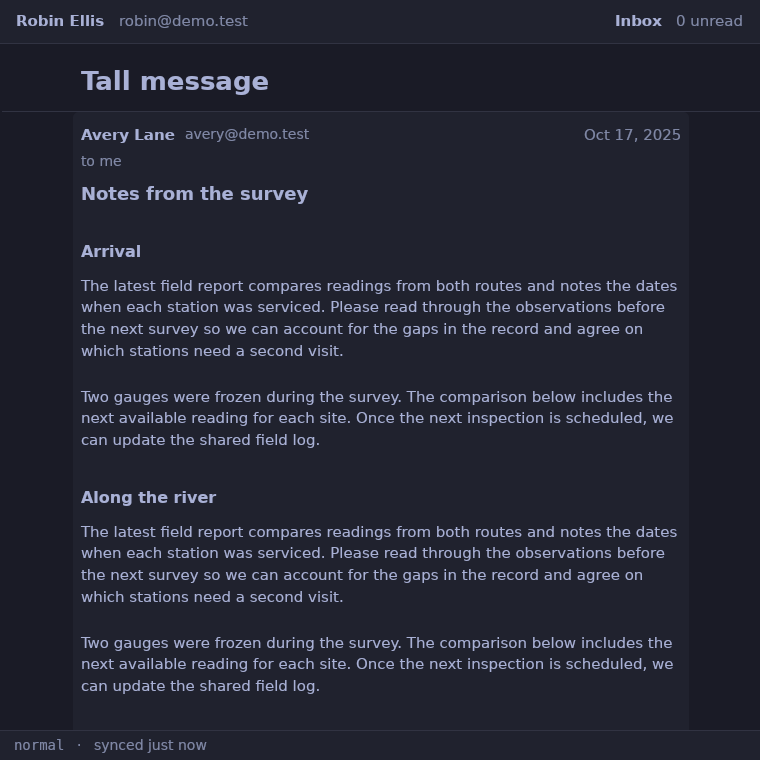 Robin Ellis robin@demo.test Inbox 0 unread
Tall message
Avery Lane avery@demo.test Oct 17, 2025
to me
Notes from the survey
Arrival
The latest field report compares readings from both routes and notes the dates
when each station was serviced. Please read through the observations before
the next survey so we can account for the gaps in the record and agree on
which stations need a second visit.
Two gauges were frozen during the survey. The comparison below includes the
next available reading for each site. Once the next inspection is scheduled, we
can update the shared field log.
Along the river
The latest field report compares readings from both routes and notes the dates
when each station was serviced. Please read through the observations before
the next survey so we can account for the gaps in the record and agree on
which stations need a second visit.
Two gauges were frozen during the survey. The comparison below includes the
next available reading for each site. Once the next inspection is scheduled, we
can update the shared field log.
normal · synced just now